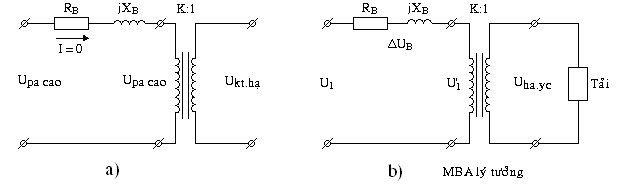 R_B jX_B K:1
I = 0
U_pa cao U_pa cao U_kt.hạ
a)
R_B jX_B K:1
ΔU_B
U_1 U'_1 U_ha.yc Tải
b) MBA lý tưởng